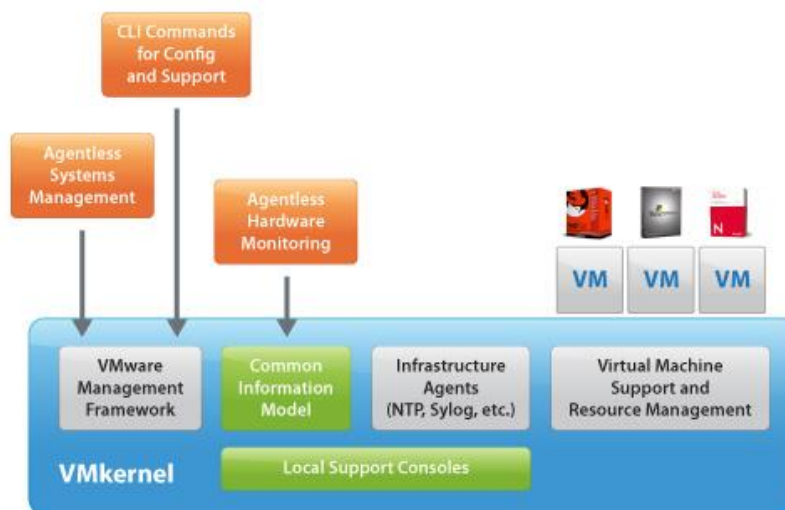 CLI Commands
for Config
and Support
Agentless
Systems
Management
Agentless
Hardware
Monitoring
N
VM
VM
VM
VMware
Management
Framework
Common
Information
Model
Infrastructure
Agents
(NTP, Sylog, etc.)
Virtual Machine
Support and
Resource Management
Local Support Consoles
VMkernel